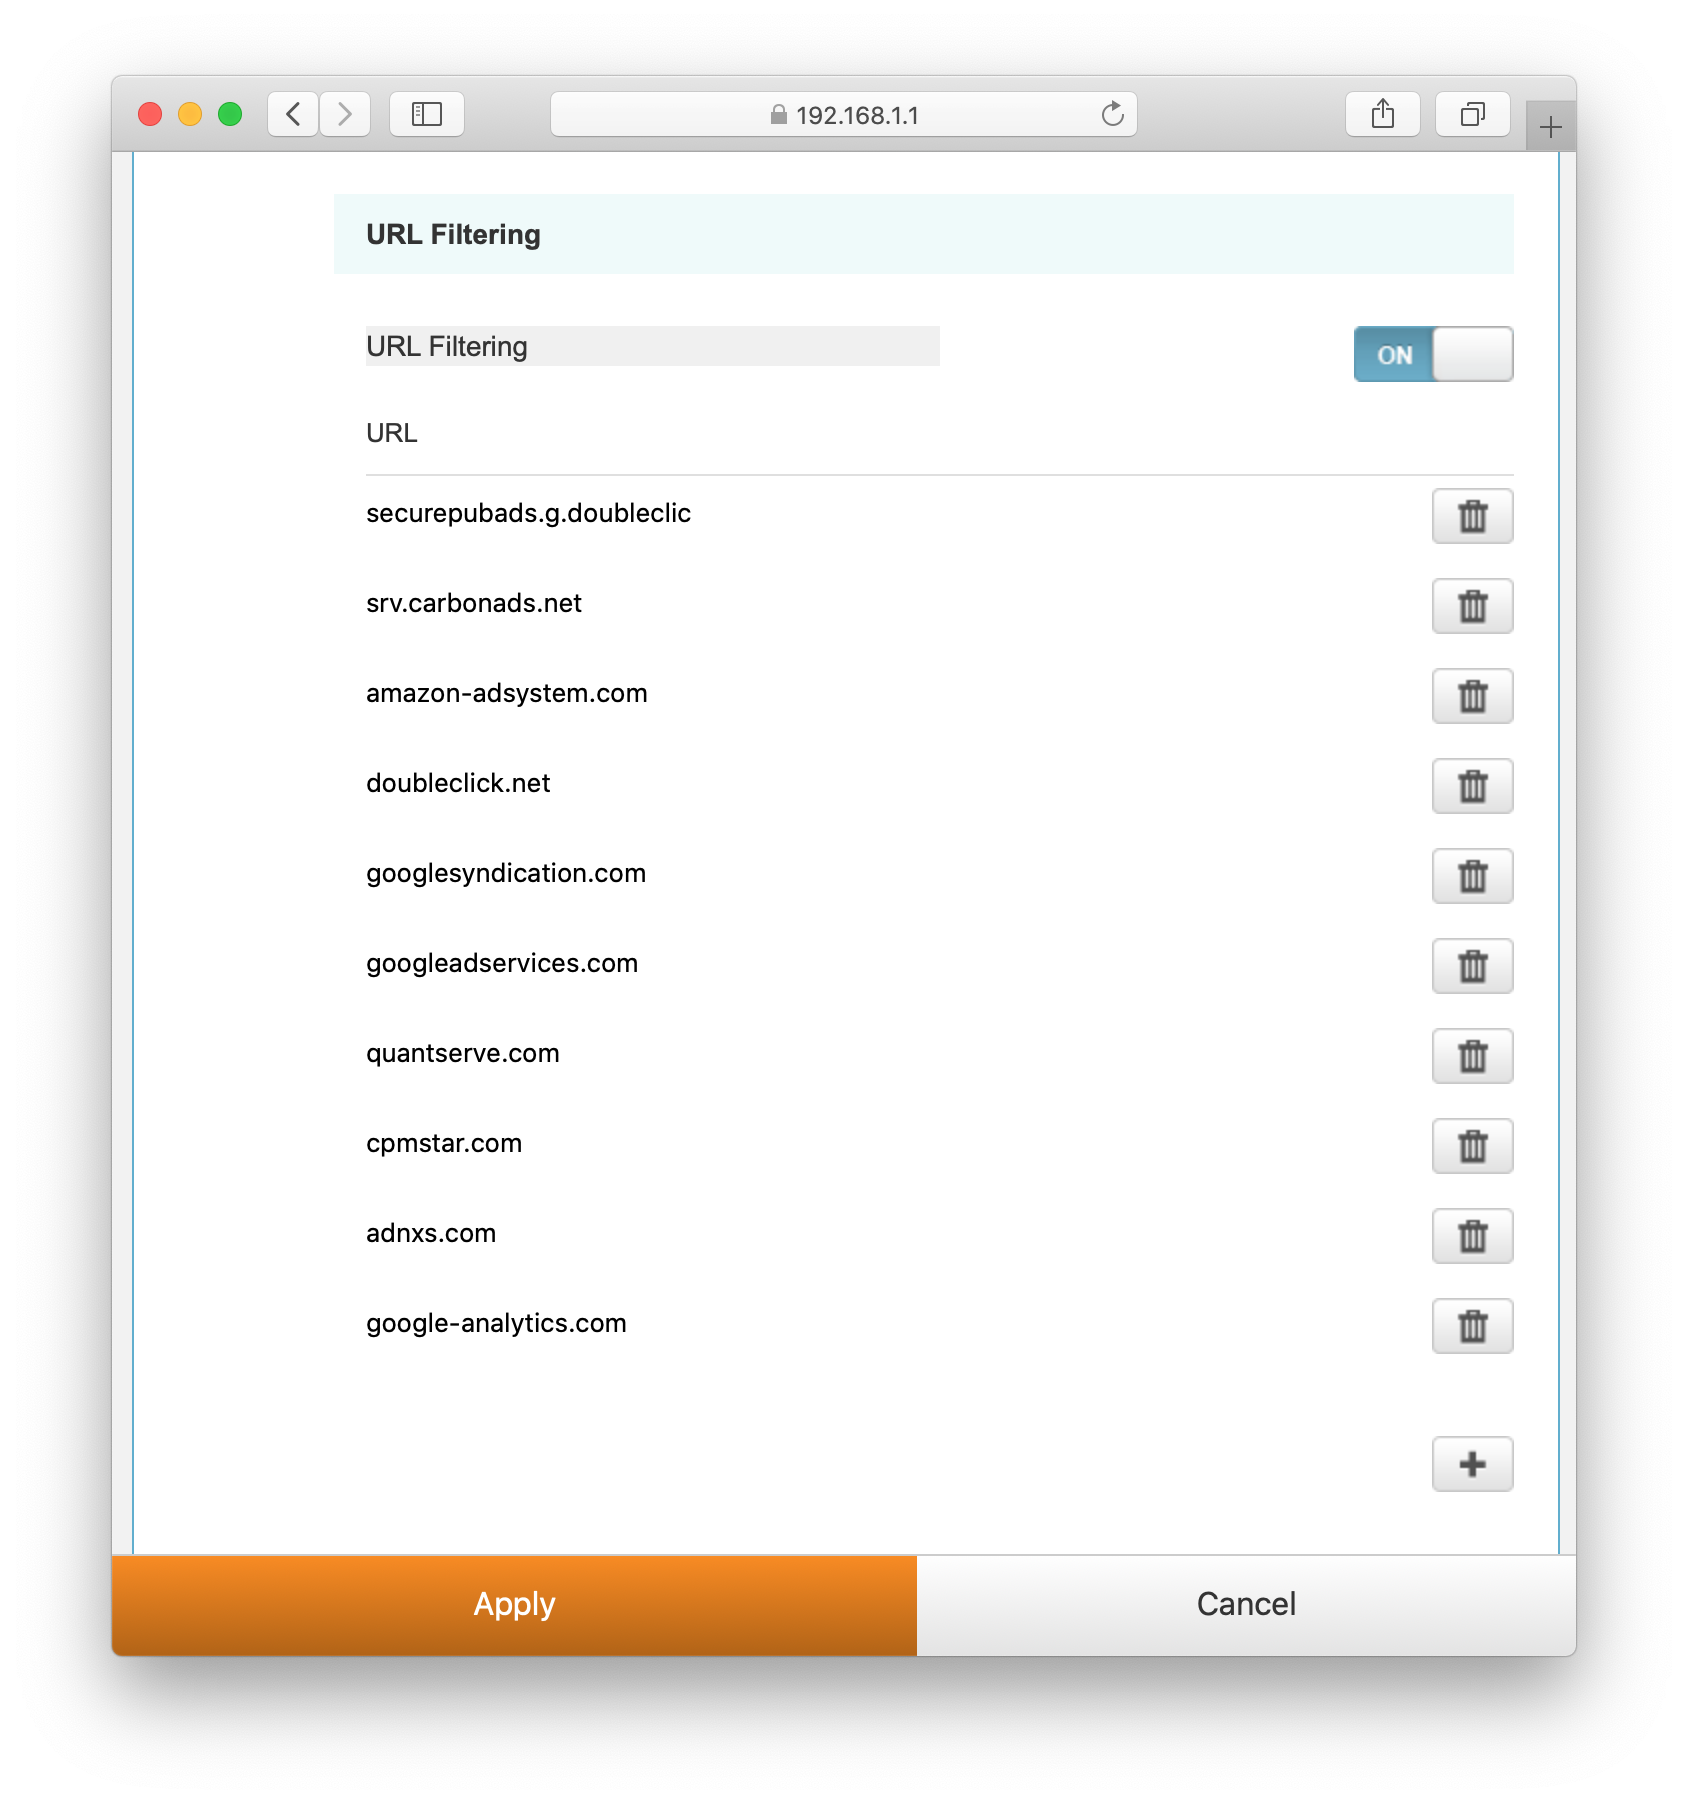 192.168.1.1
URL Filtering
URL Filtering
ON
URL
securepubads.g.doubleclic
srv.carbonads.net
amazon-adsystem.com
doubleclick.net
googlesyndication.com
googleadservices.com
quantserve.com
cpmstar.com
adnxs.com
google-analytics.com
Apply
Cancel